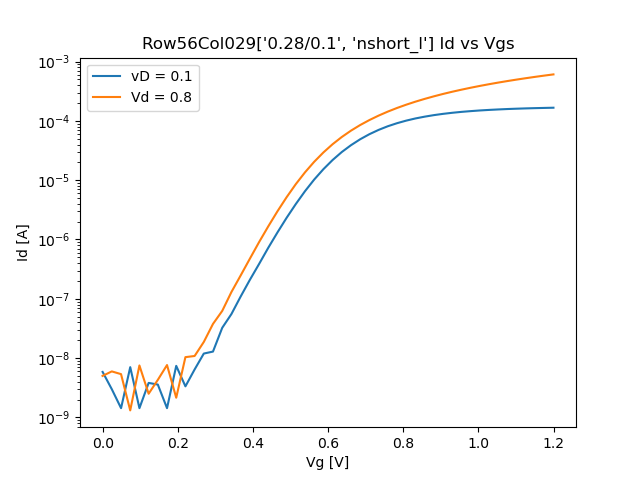 Row56Col029['0.28/0.1', 'nshort_l'] Id vs Vgs
vD = 0.1
Vd = 0.8
Id [A]
10⁻³
10⁻⁴
10⁻⁵
10⁻⁶
10⁻⁷
10⁻⁸
10⁻⁹
0.0 0.2 0.4 0.6 0.8 1.0 1.2
Vg [V]